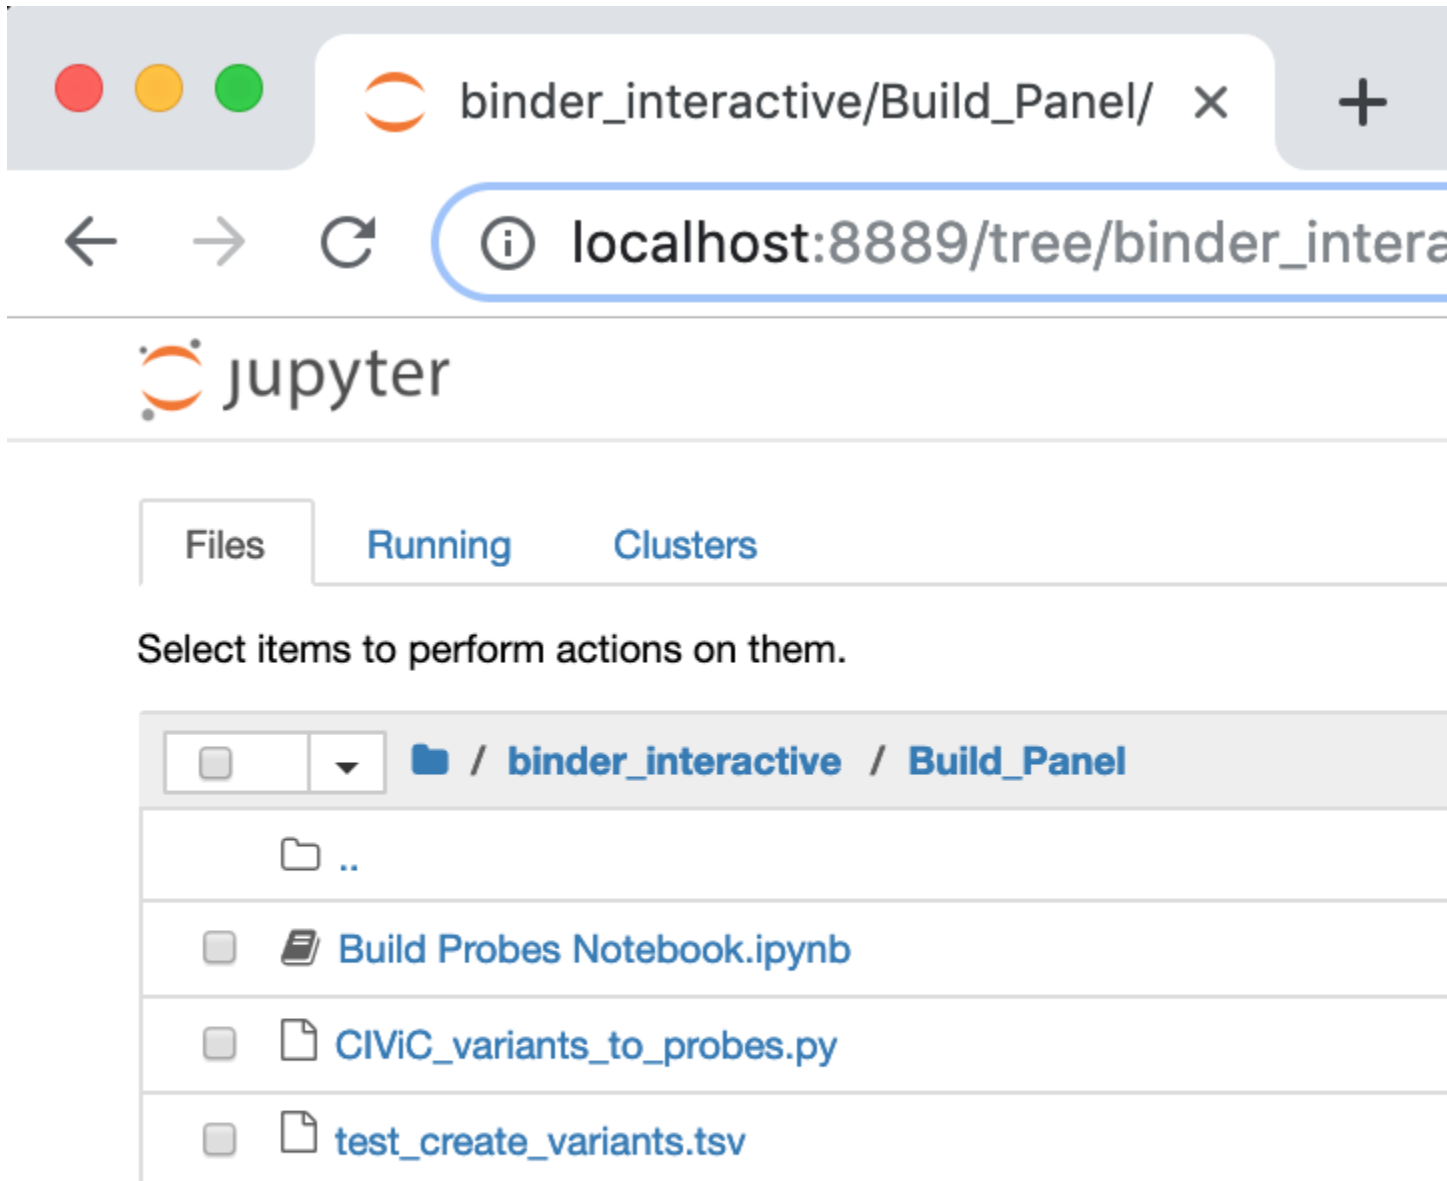 binder_interactive/Build_Panel/
localhost:8889/tree/binder_intera
jupyter
Files Running Clusters
Select items to perform actions on them.
/ binder_interactive / Build_Panel
..
Build Probes Notebook.ipynb
CIViC_variants_to_probes.py
test_create_variants.tsv